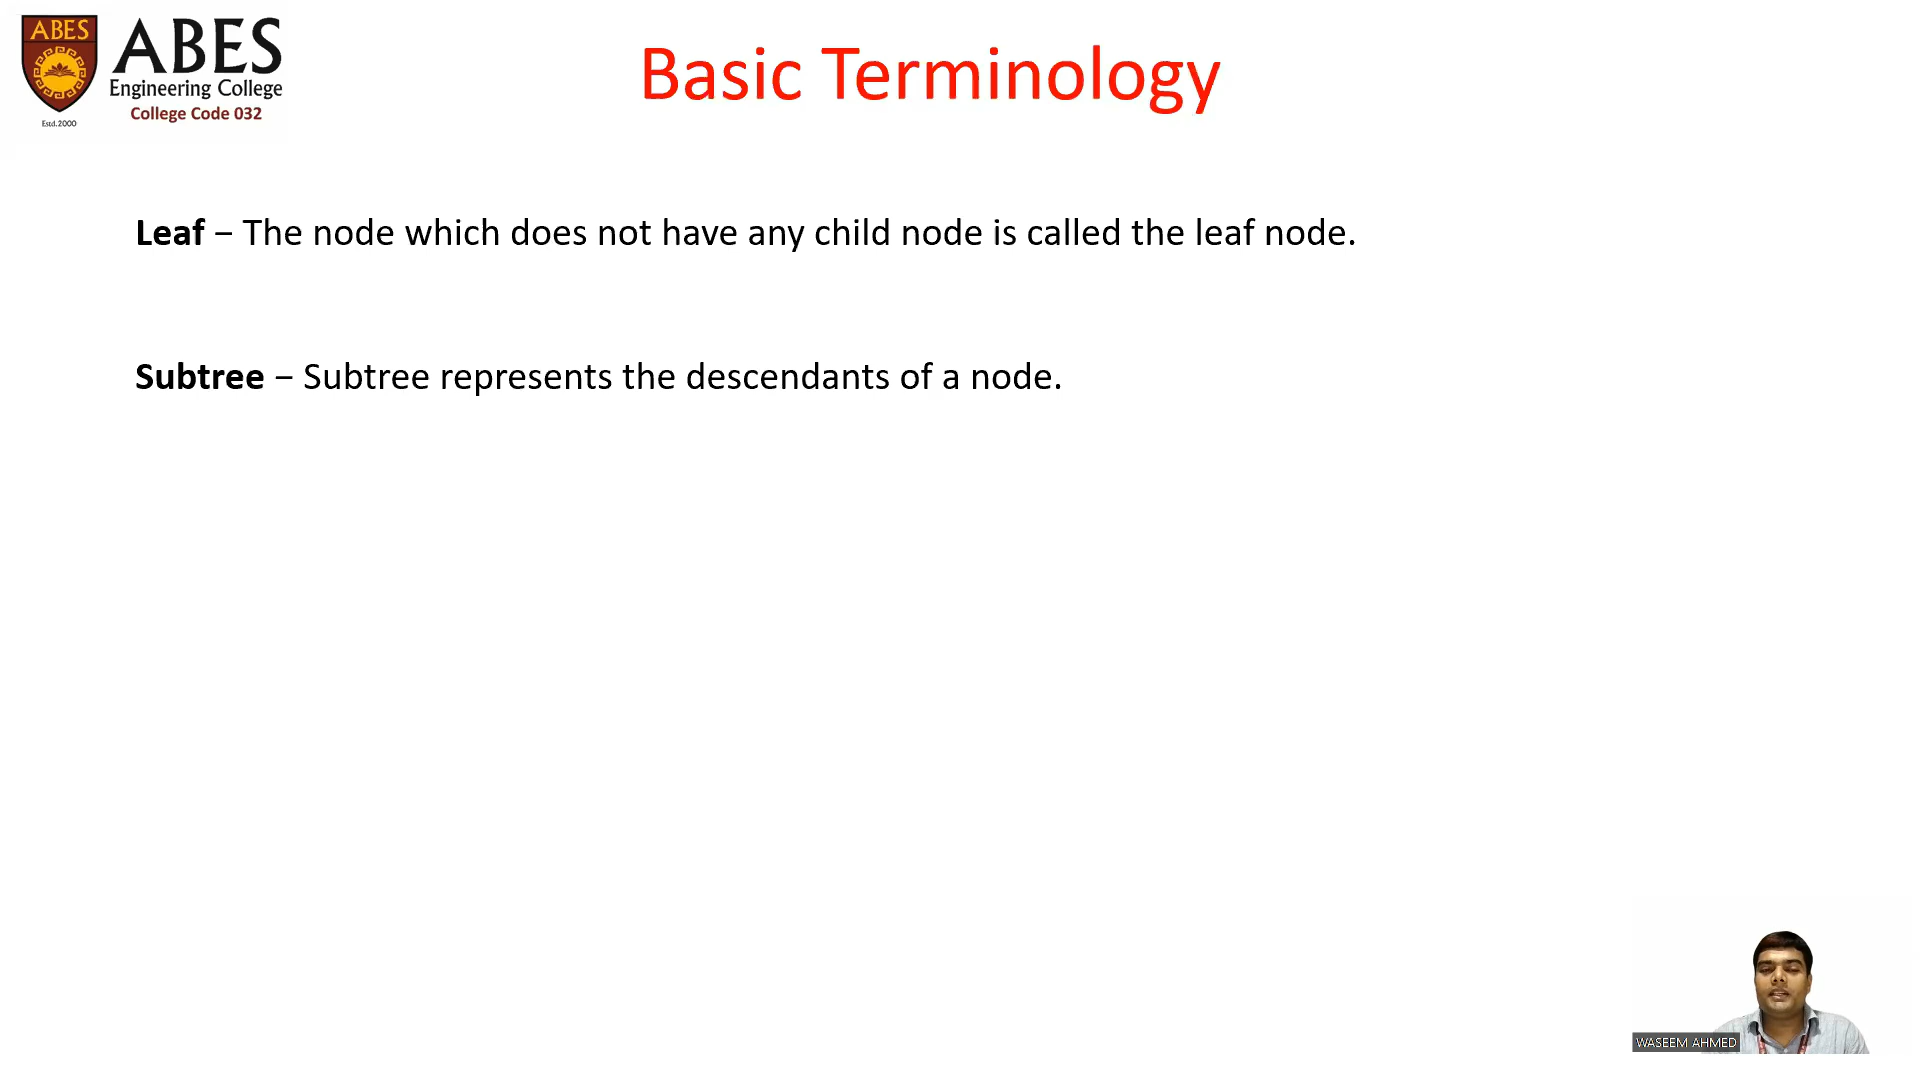 ABES
ABES
Engineering College
College Code 032
Estd.2000
Basic Terminology
Leaf – The node which does not have any child node is called the leaf node.
Subtree – Subtree represents the descendants of a node.
WASEEM AHMED